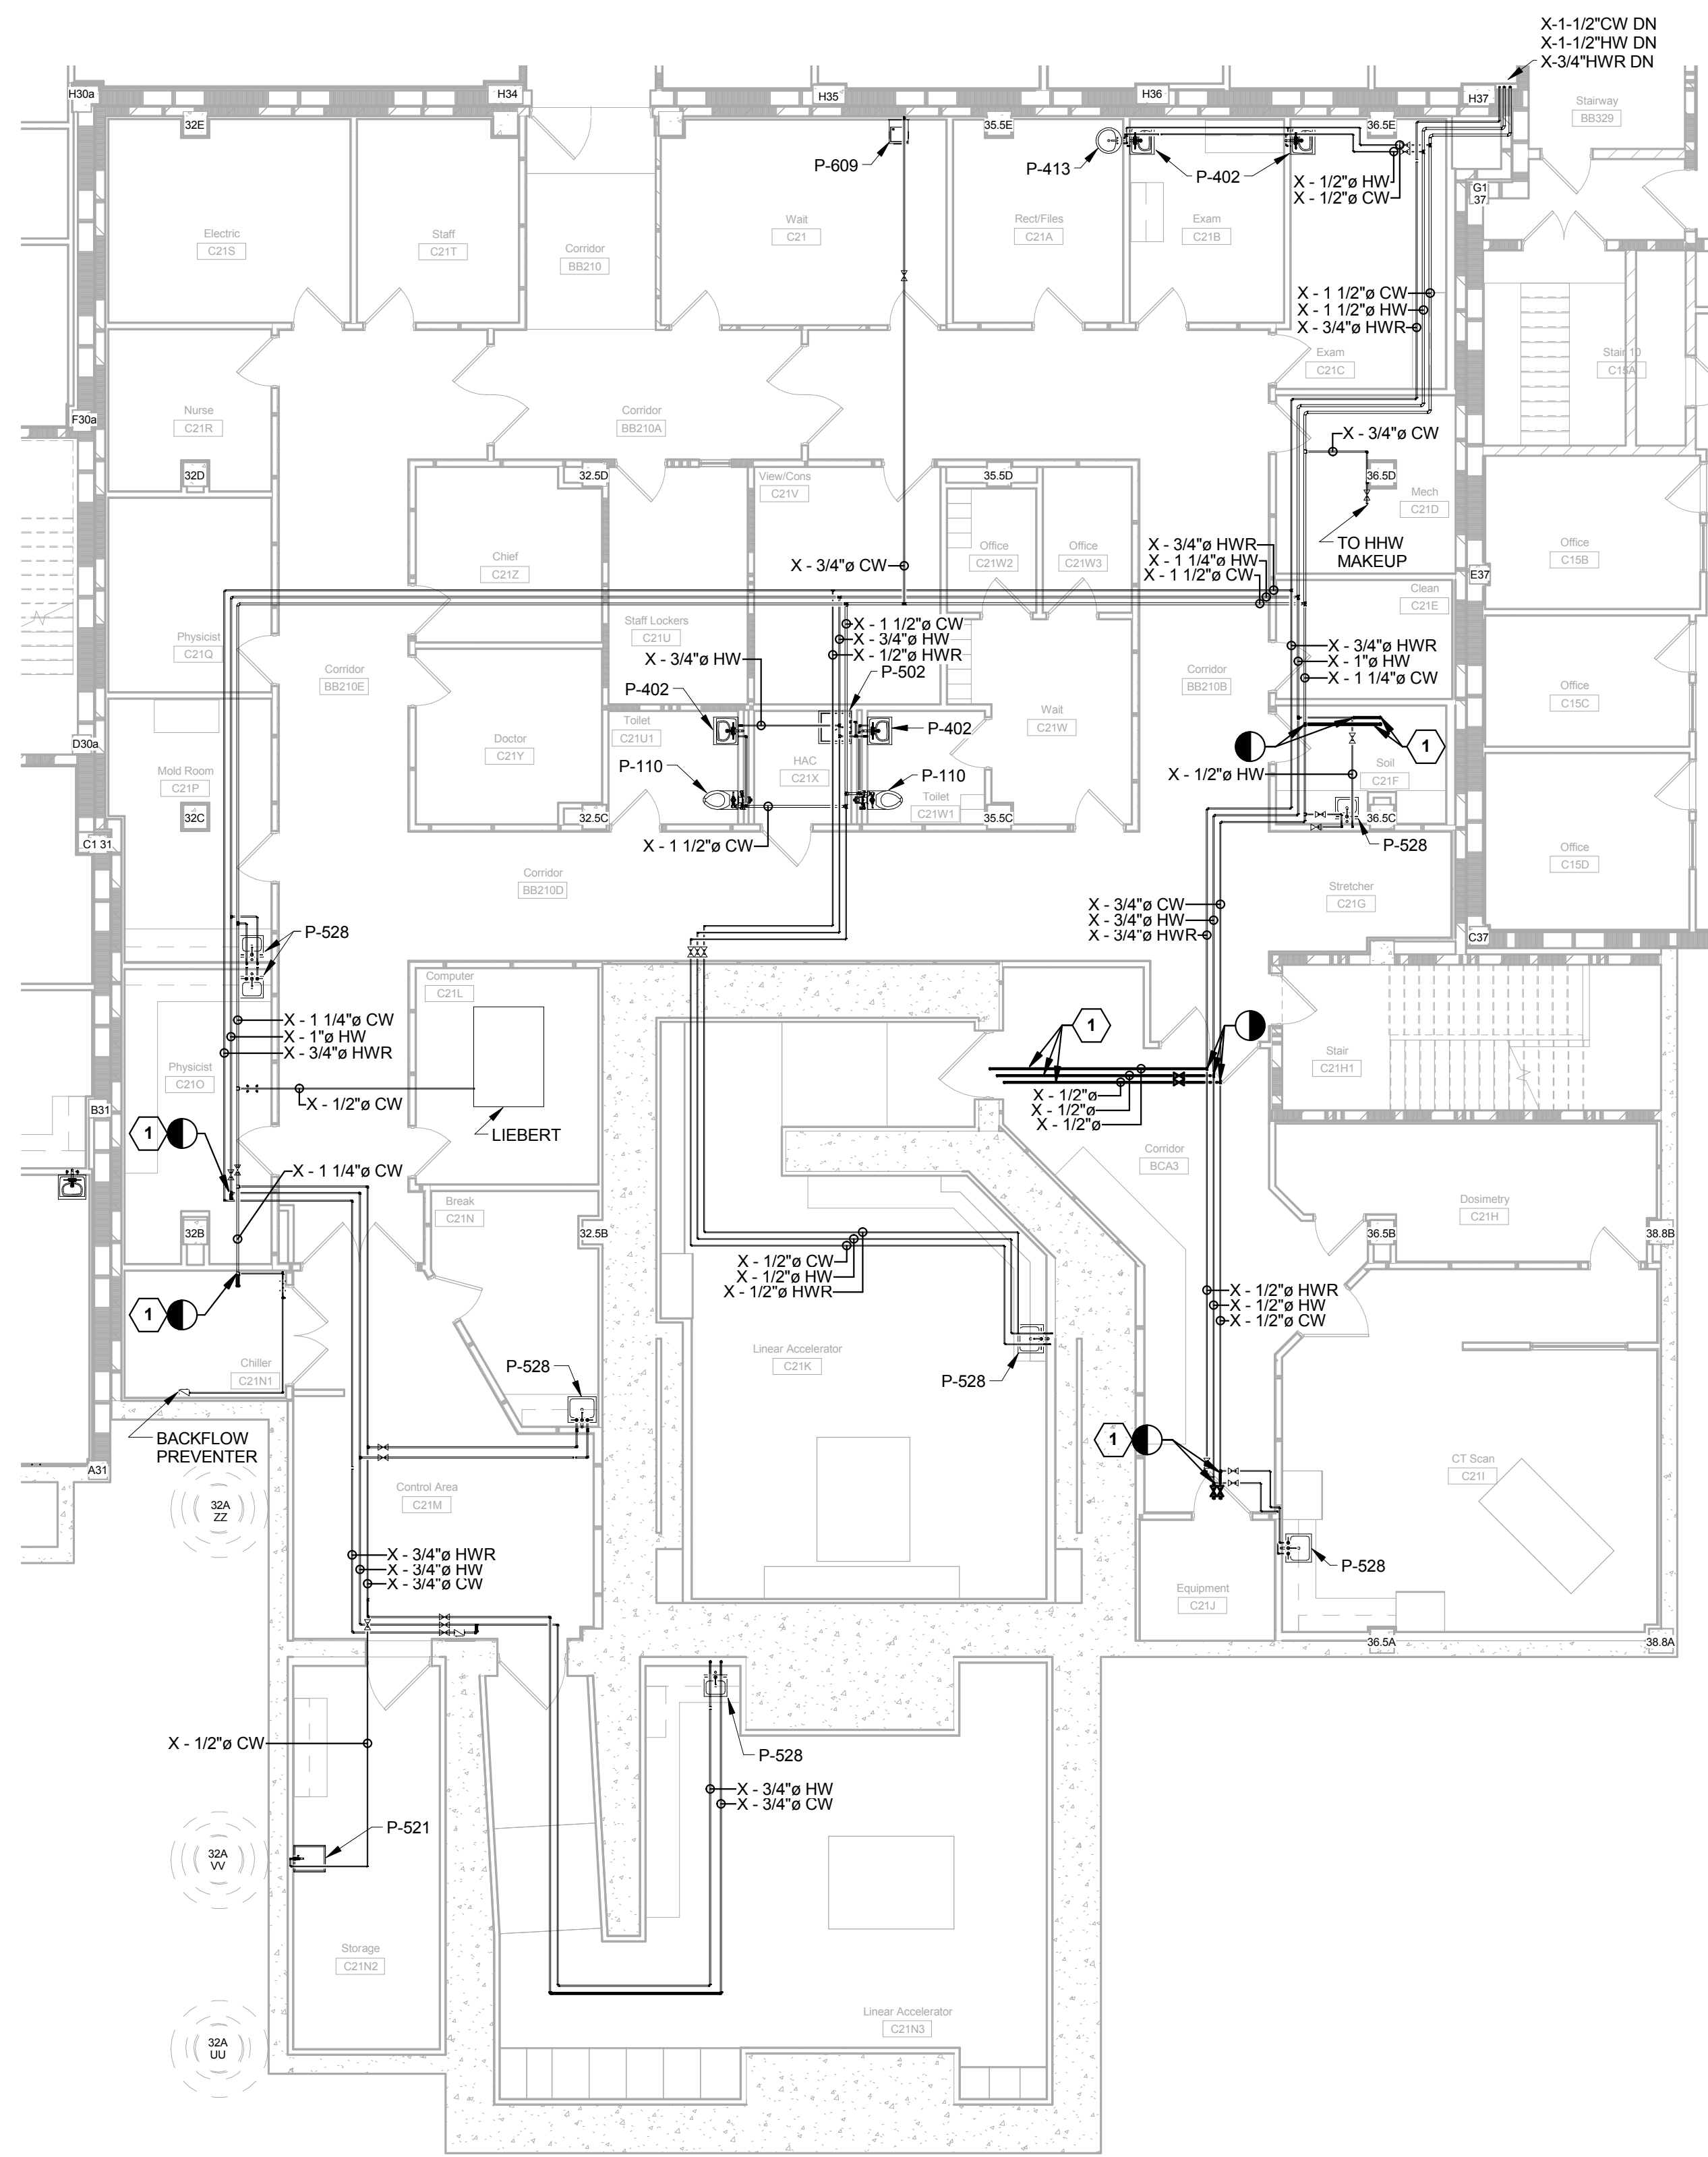 X-1-1/2"CW DN
X-1-1/2"HW DN
X-3/4"HWR DN
H30a
H34
H35
H36
H37
Stairway
BB329
32E
35.5E
36.5E
P-609
P-413
P-402
X - 1/2"ø HW
X - 1/2"ø CW
G1
37
Electric
C21S
Staff
C21T
Corridor
BB210
Wait
C21
Rect/Files
C21A
Exam
C21B
X - 1 1/2"ø CW
X - 1 1/2"ø HW
X - 3/4"ø HWR
Exam
C21C
Stair 10
C15A
Nurse
C21R
F30a
Corridor
BB210A
X - 3/4"ø CW
32D
32.5D
View/Cons
C21V
35.5D
36.5D
Mech
C21D
TO HHW
MAKEUP
Office
C15B
Chief
C21Z
Office
C21W2
Office
C21W3
X - 3/4"ø CW
X - 3/4"ø HWR
X - 1 1/4"ø HW
X - 1 1/2"ø CW
E37
Clean
C21E
Physicist
C21Q
Corridor
BB210E
Staff Lockers
C21U
X - 1 1/2"ø CW
X - 3/4"ø HW
X - 1/2"ø HWR
X - 3/4"ø HW
P-502
Corridor
BB210B
X - 3/4"ø HWR
X - 1"ø HW
X - 1 1/4"ø CW
Office
C15C
P-402
Toilet
C21U1
P-402
Wait
C21W
D30a
Mold Room
C21P
Doctor
C21Y
HAC
C21X
P-110
P-110
Toilet
C21W1
1
X - 1/2"ø HW
Soil
C21F
32C
32.5C
35.5C
36.5C
C1 31
X - 1 1/2"ø CW
P-528
Office
C15D
Corridor
BB210D
Stretcher
C21G
X - 3/4"ø CW
X - 3/4"ø HW
X - 3/4"ø HWR
C37
P-528
Computer
C21L
X - 1 1/4"ø CW
X - 1"ø HW
X - 3/4"ø HWR
1
Physicist
C21O
Stair
C21H1
X - 1/2"ø CW
X - 1/2"ø
X - 1/2"ø
X - 1/2"ø
B31
1
LIEBERT
X - 1 1/4"ø CW
Corridor
BCA3
Break
C21N
Dosimetry
C21H
32B
32.5B
36.5B
38.8B
X - 1/2"ø CW
X - 1/2"ø HW
X - 1/2"ø HWR
X - 1/2"ø HWR
X - 1/2"ø HW
X - 1/2"ø CW
1
Chiller
C21N1
Linear Accelerator
C21K
P-528
P-528
BACKFLOW
PREVENTER
1
A31
Control Area
C21M
CT Scan
C21I
32A
ZZ
X - 3/4"ø HWR
X - 3/4"ø HW
X - 3/4"ø CW
P-528
Equipment
C21J
36.5A
38.8A
X - 1/2"ø CW
P-528
X - 3/4"ø HW
X - 3/4"ø CW
P-521
32A
VV
Storage
C21N2
Linear Accelerator
C21N3
32A
UU